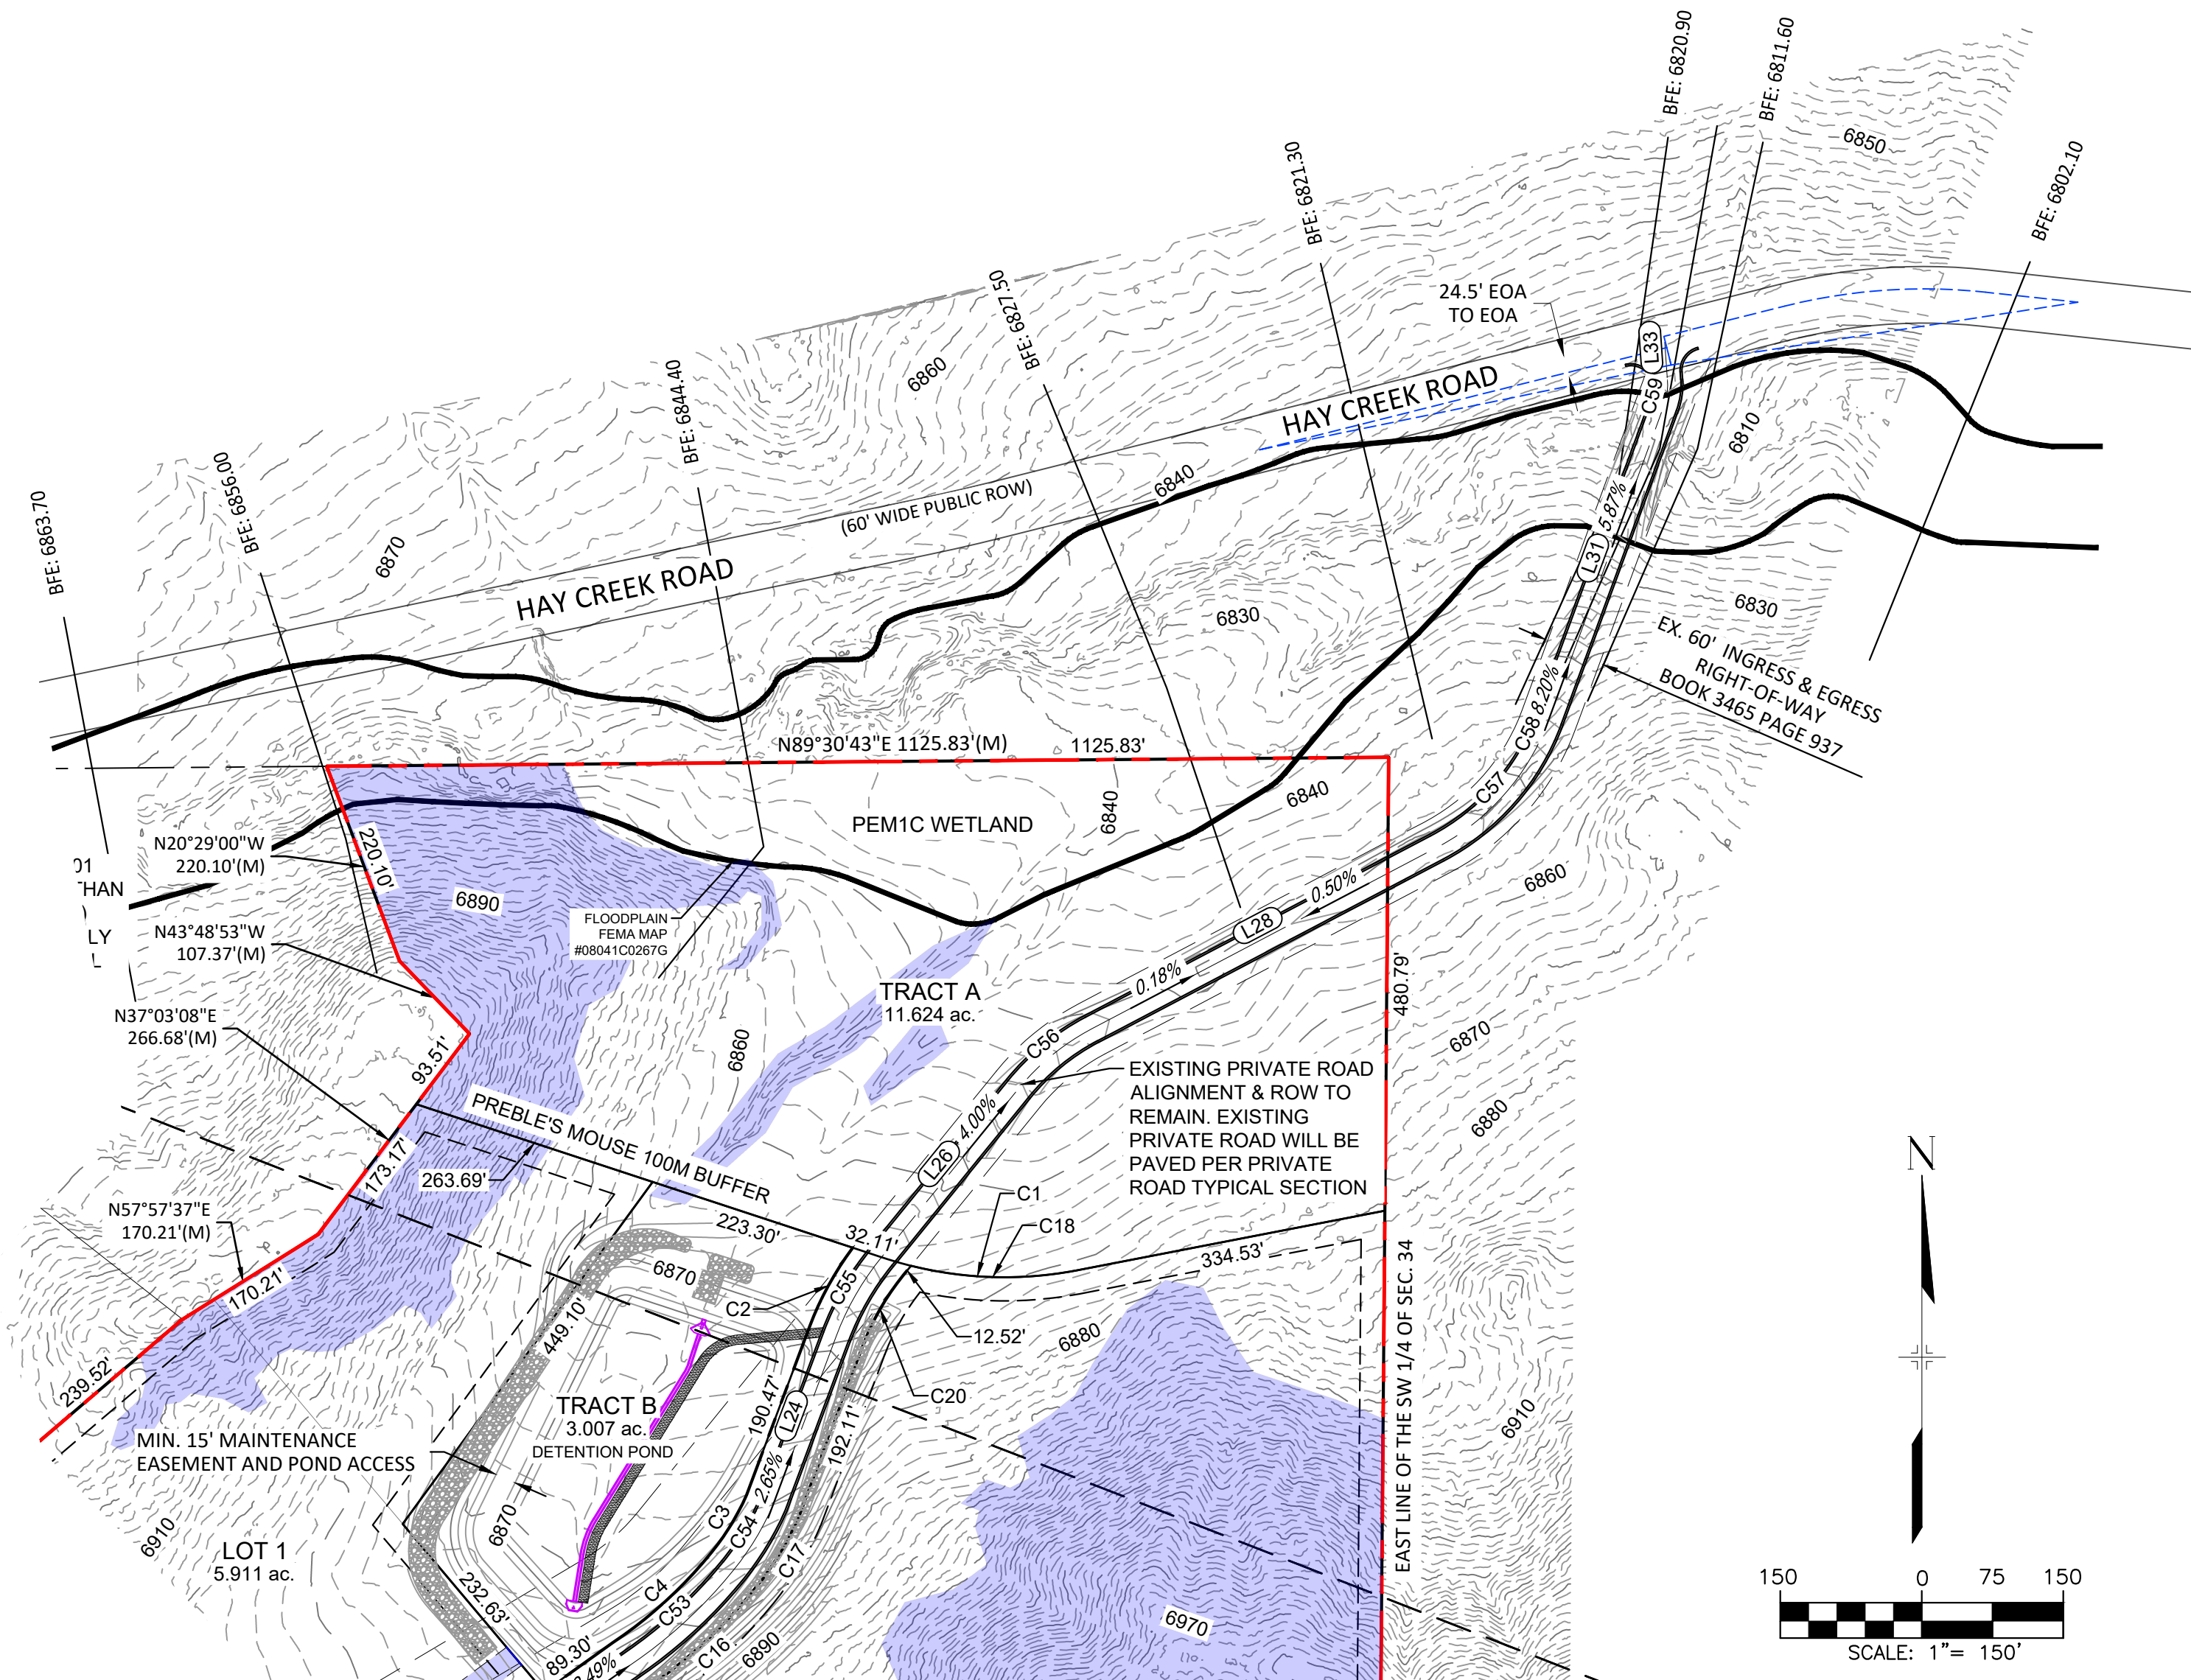 BFE: 6863.70
BFE: 6856.00
BFE: 6844.40
BFE: 6827.50
BFE: 6821.30
BFE: 6820.90
BFE: 6811.60
BFE: 6802.10
6850
24.5' EOA
TO EOA
L33
C59
6860
HAY CREEK ROAD
6810
6840
(60' WIDE PUBLIC ROW)
6870
HAY CREEK ROAD
5.87%
L31
6830
6830
EX. 60' INGRESS & EGRESS
RIGHT-OF-WAY
BOOK 3465 PAGE 937
8.20%
C58
C57
N89°30'43"E 1125.83'(M)
1125.83'
6840
6840
PEM1C WETLAND
N20°29'00"W
220.10'(M)
220.10'
01
HAN
LY
6890
FLOODPLAIN
FEMA MAP
#08041C0267G
N43°48'53"W
107.37'(M)
0.50%
L28
6860
0.18%
480.79'
TRACT A
11.624 ac.
N37°03'08"E
266.68'(M)
93.51'
6860
C56
6870
EXISTING PRIVATE ROAD
ALIGNMENT & ROW TO
REMAIN. EXISTING
PRIVATE ROAD WILL BE
PAVED PER PRIVATE
ROAD TYPICAL SECTION
4.00%
L26
6880
PREBLE'S MOUSE 100M BUFFER
173.17'
263.69'
C1
C18
N57°57'37"E
170.21'(M)
223.30'
32.11'
334.53'
170.21'
6870
C2
C55
12.52'
6880
449.10'
239.52'
C20
TRACT B
3.007 ac.
DETENTION POND
190.47'
L24
192.11'
6910
MIN. 15' MAINTENANCE
EASEMENT AND POND ACCESS
2.65%
C3
C54
C17
6870
6910
LOT 1
5.911 ac.
EAST LINE OF THE SW 1/4 OF SEC. 34
232.63'
C4
C53
89.30'
.49%
C16
6890
6970
N
150 0 75 150
SCALE: 1"= 150'